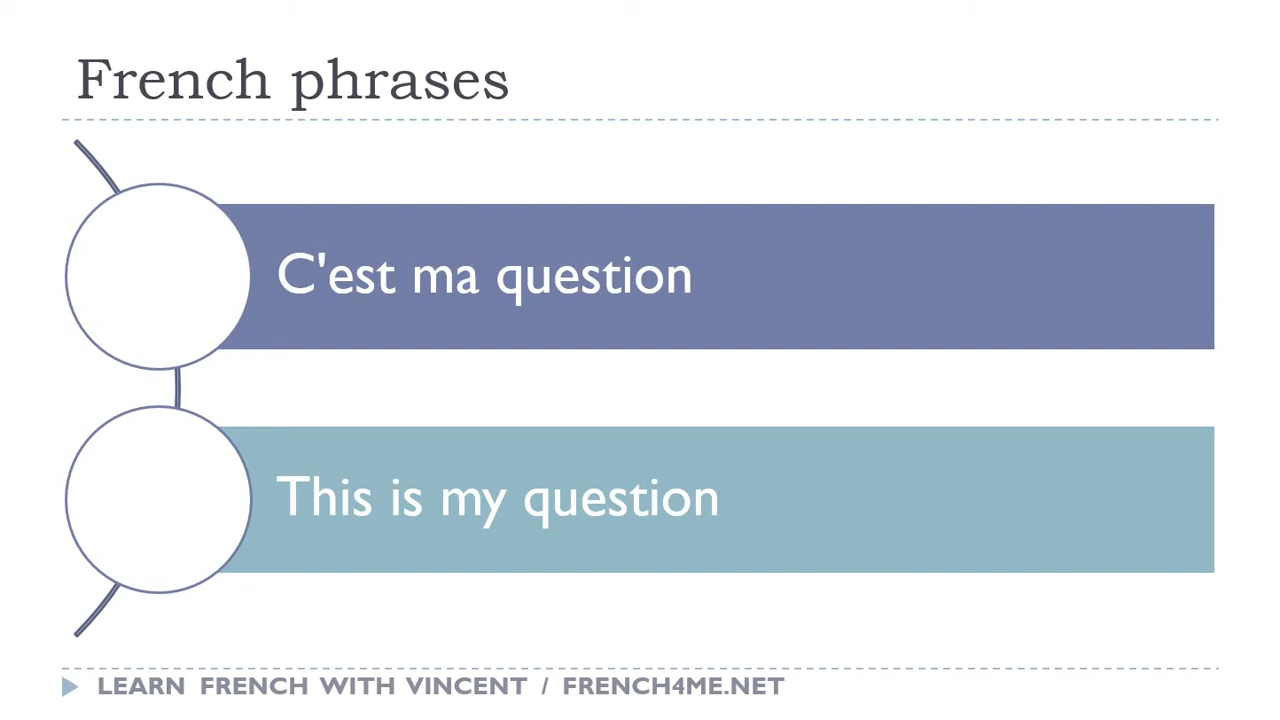 French phrases
C'est ma question
This is my question
LEARN FRENCH WITH VINCENT / FRENCH4ME.NET